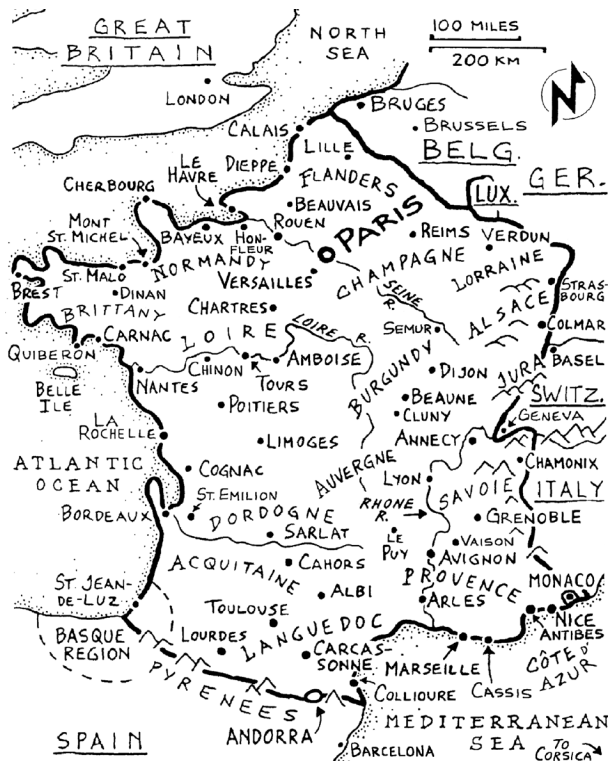 GREAT
BRITAIN
NORTH
SEA
100 MILES
200 KM
N
LONDON
BRUGES
CALAIS
BRUSSELS
LILLE
BELG.
LE
HAVRE
DIEPPE
FLANDERS
GER.
CHERBOURG
BEAUVAIS
LUX.
MONT
ST. MICHEL
ROUEN
PARIS
REIMS
VERDUN
BAYEUX
HON-
FLEUR
NORMANDY
CHAMPAGNE
LORRAINE
ST. MALO
VERSAILLES
BREST
DINAN
SEINE
R.
ALSACE
STRAS-
BOURG
BRITTANY
CHARTRES
CARNAC
LOIRE
LOIRE R.
SEMUR
COLMAR
QUIBERON
CHINON
AMBOISE
BURGUNDY
DIJON
JURA
BASEL
BELLE
ILE
NANTES
TOURS
SWITZ.
POITIERS
BEAUNE
CLUNY
GENEVA
LA
ROCHELLE
LIMOGES
ANNECY
ATLANTIC
OCEAN
COGNAC
AUVERGNE
LYON
CHAMONIX
SAVOIE
ITALY
ST. EMILION
RHONE
R.
BORDEAUX
DORDOGNE
GRENOBLE
SARLAT
LE
PUY
VAISON
ACQUITAINE
CAHORS
AVIGNON
ST. JEAN-
DE-LUZ
ALBI
PROVENCE
MONACO
TOULOUSE
ARLES
BASQUE
REGION
LOURDES
LANGUEDOC
NICE
ANTIBES
CARCAS-
SONNE
MARSEILLE
CASSIS
CÔTE D'
AZUR
PYRENEES
COLLIOURE
ANDORRA
MEDITERRANEAN
SEA
SPAIN
BARCELONA
TO
CORSICA